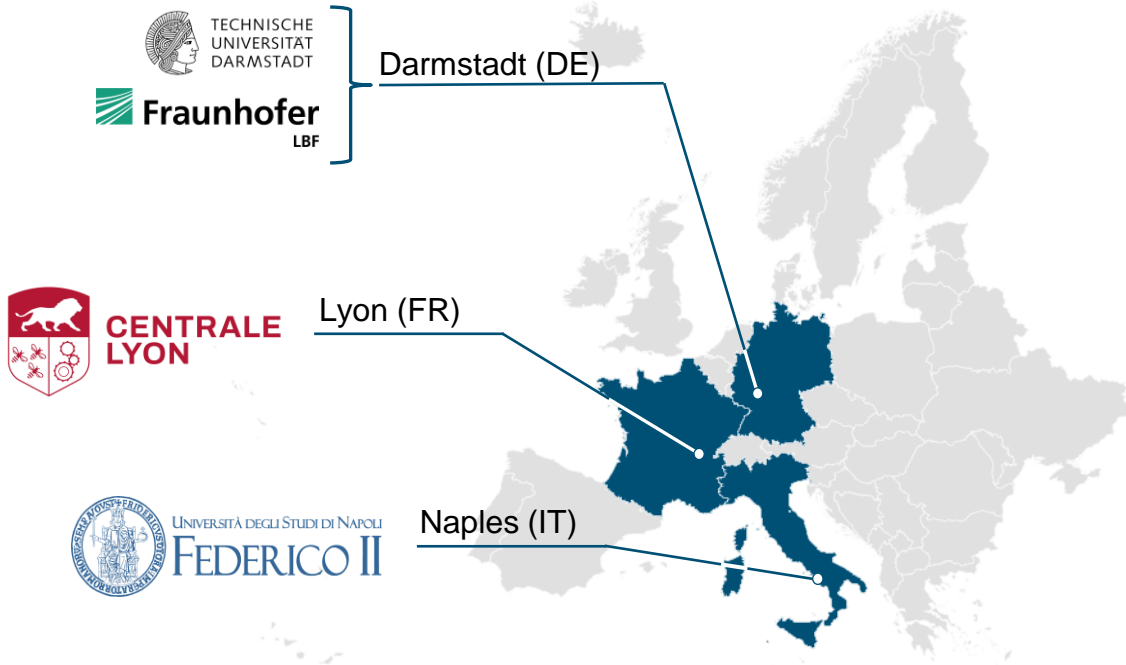 TECHNISCHE
UNIVERSITÄT
DARMSTADT
Darmstadt (DE)
Fraunhofer
LBF
Lyon (FR)
CENTRALE
LYON
Naples (IT)
UNIVERSITÀ DEGLI STUDI DI NAPOLI
FEDERICO II